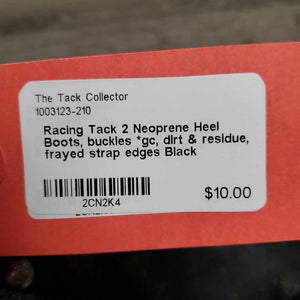 The Tack Collector
1003123-210
Racing Tack 2 Neoprene Heel
Boots, buckles *gc, dirt & residue,
frayed strap edges Black
2CN2K4
$10.00